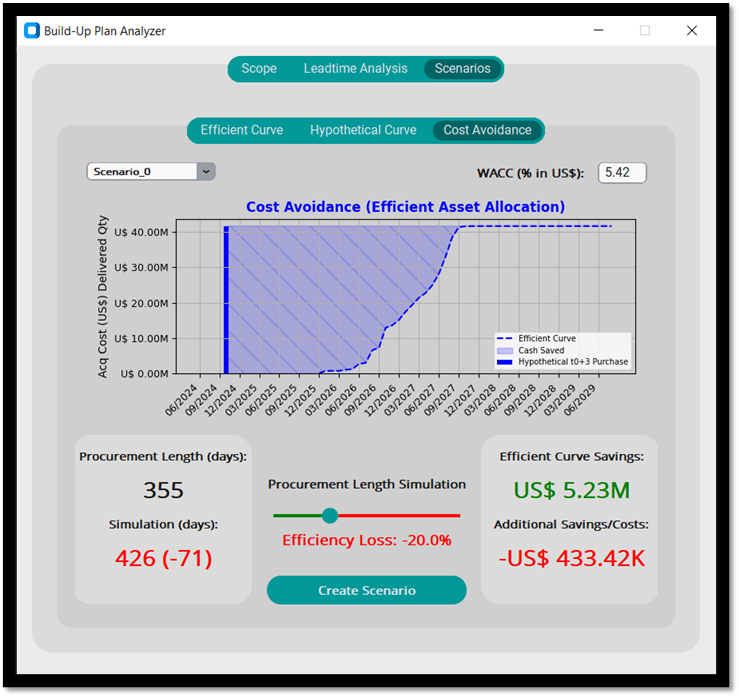 Build-Up Plan Analyzer
Scope Leadtime Analysis Scenarios
Efficient Curve Hypothetical Curve Cost Avoidance
Scenario_0 WACC (% in US$): 5.42
Cost Avoidance (Efficient Asset Allocation)
Acq Cost (US$) Delivered Qty
U$ 40.00M
U$ 30.00M
U$ 20.00M
U$ 10.00M
U$ 0.00M
Efficient Curve
Cash Saved
Hypothetical t0+3 Purchase
06/2024 09/2024 12/2024 03/2025 06/2025 09/2025 12/2025 03/2026 06/2026 09/2026 12/2026 03/2027 06/2027 09/2027 12/2027 03/2028 06/2028 09/2028 12/2028 03/2029 06/2029
Procurement Length (days):
355
Simulation (days):
426 (-71)
Procurement Length Simulation
Efficiency Loss: -20.0%
Create Scenario
Efficient Curve Savings:
US$ 5.23M
Additional Savings/Costs:
-US$ 433.42K